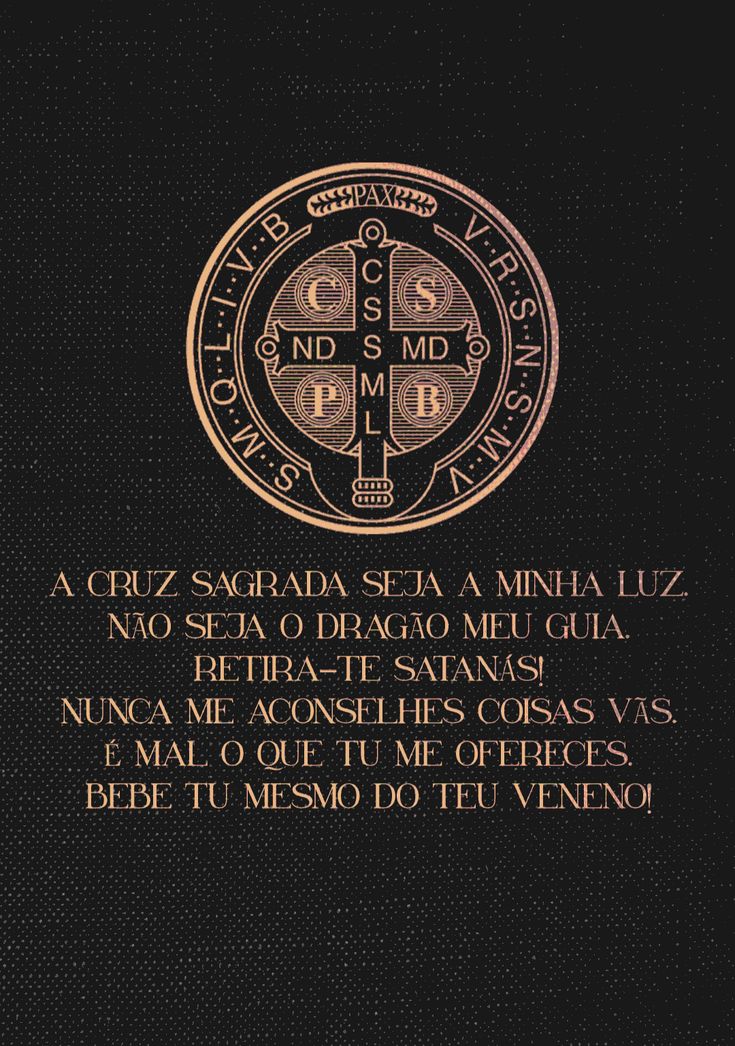 PAX
V·R·S·N·S·M·V
S·M·Q·L·I·V·B
C S
C
S
S
M
L
ND MD
P B
A CRUZ SAGRADA SEJA A MINHA LUZ.
NÃO SEJA O DRAGÃO MEU GUIA.
RETIRA-TE SATANÁS!
NUNCA ME ACONSELHES COISAS VÃS.
É MAL O QUE TU ME OFERECES.
BEBE TU MESMO DO TEU VENENO!